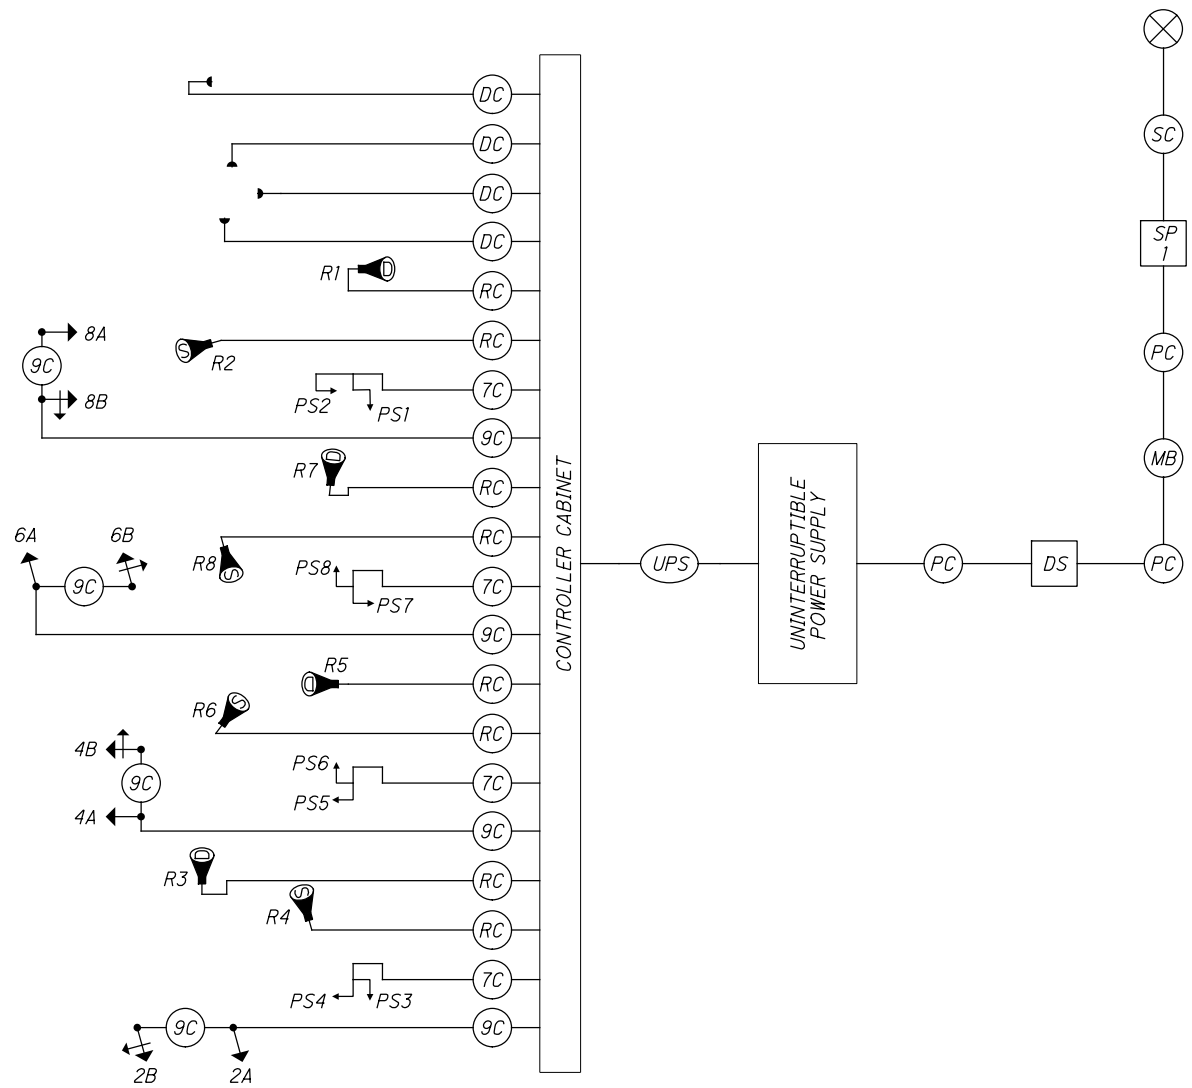 DC
DC
SC
DC
DC
SP
1
R1
D
RC
8A
S
R2
RC
9C
PC
PS2
PS1
7C
8B
9C
R7
D
RC
MB
6A
6B
R8
S
RC
CONTROLLER CABINET
UNINTERRUPTIBLE
POWER SUPPLY
UPS
PC
DS
PC
9C
PS8
PS7
7C
9C
R5
D
RC
R6
S
RC
4B
9C
4A
PS6
PS5
7C
9C
R3
D
RC
R4
S
RC
PS4
PS3
7C
9C
9C
2B
2A